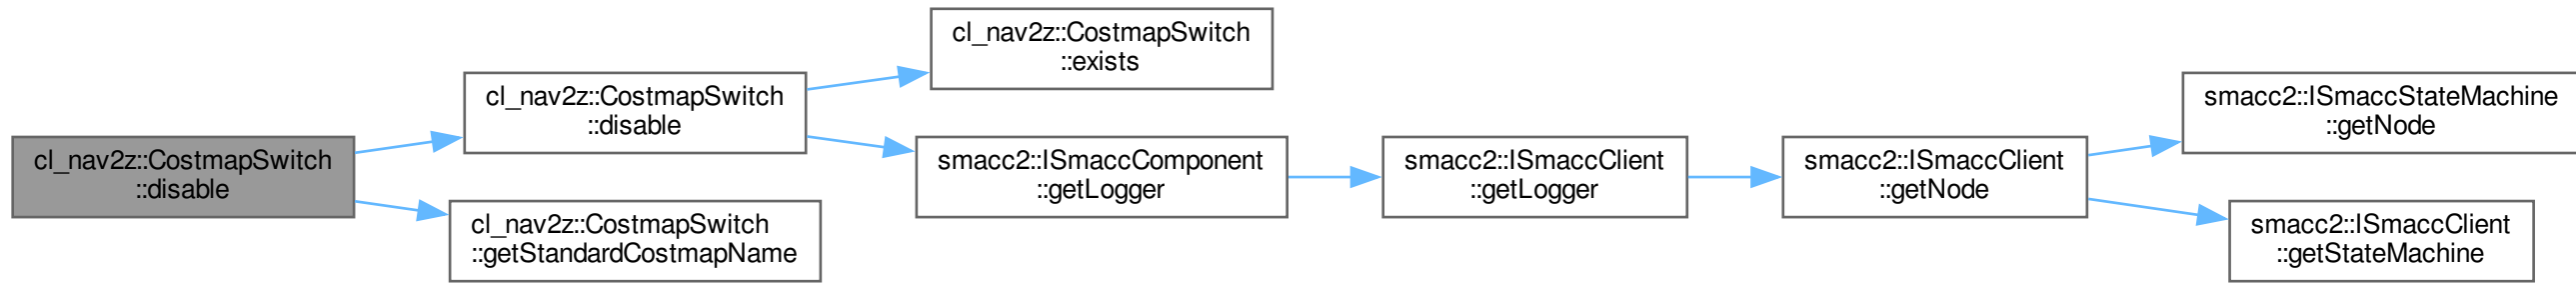 cl_nav2z::CostmapSwitch
::disable
cl_nav2z::CostmapSwitch
::disable
cl_nav2z::CostmapSwitch
::getStandardCostmapName
cl_nav2z::CostmapSwitch
::exists
smacc2::ISmaccComponent
::getLogger
smacc2::ISmaccClient
::getLogger
smacc2::ISmaccClient
::getNode
smacc2::ISmaccStateMachine
::getNode
smacc2::ISmaccClient
::getStateMachine